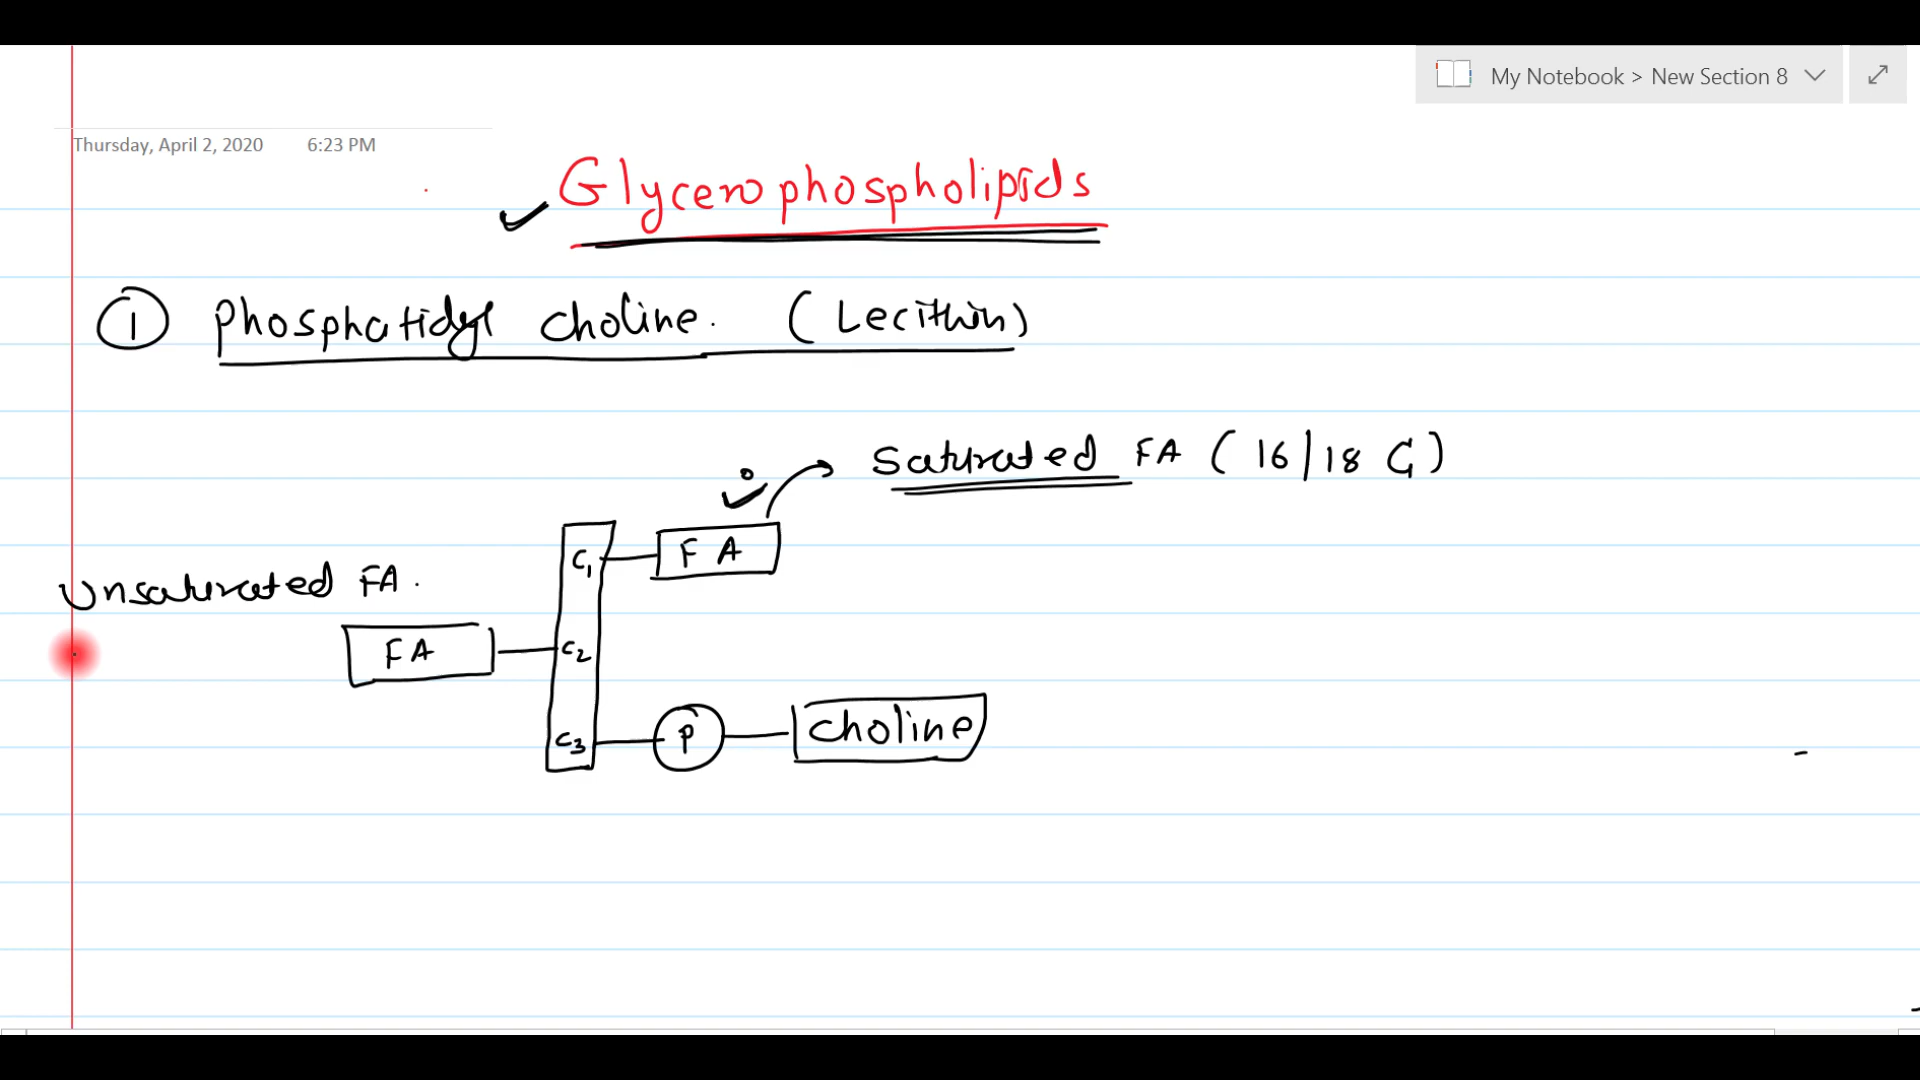 My Notebook > New Section 8
Thursday, April 2, 2020 6:23 PM
Glycerophospholipids
1 Phosphatidyl choline. (Lecithin)
Saturated FA (16/18 C)
C1 FA
Unsaturated FA.
FA C2
C3 P Choline